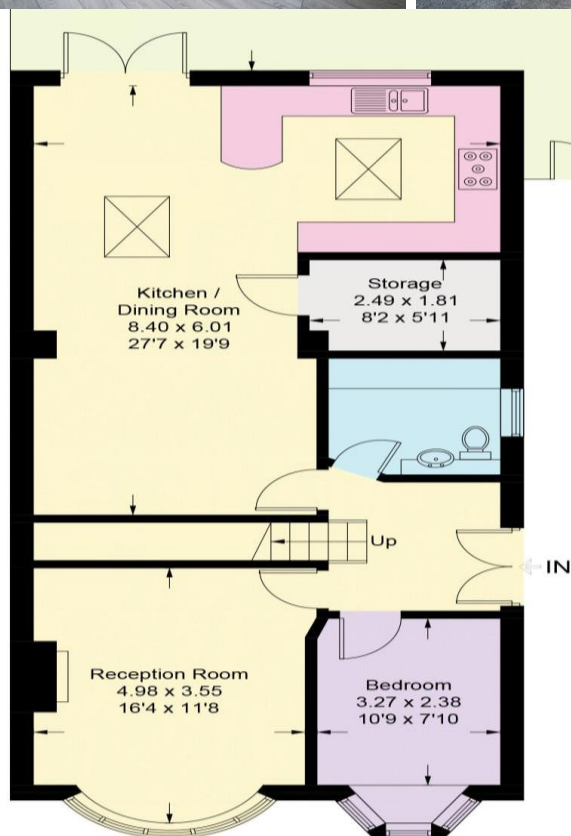 Kitchen /
Dining Room
8.40 x 6.01
27'7 x 19'9
Storage
2.49 x 1.81
8'2 x 5'11
Up
IN
Reception Room
4.98 x 3.55
16'4 x 11'8
Bedroom
3.27 x 2.38
10'9 x 7'10